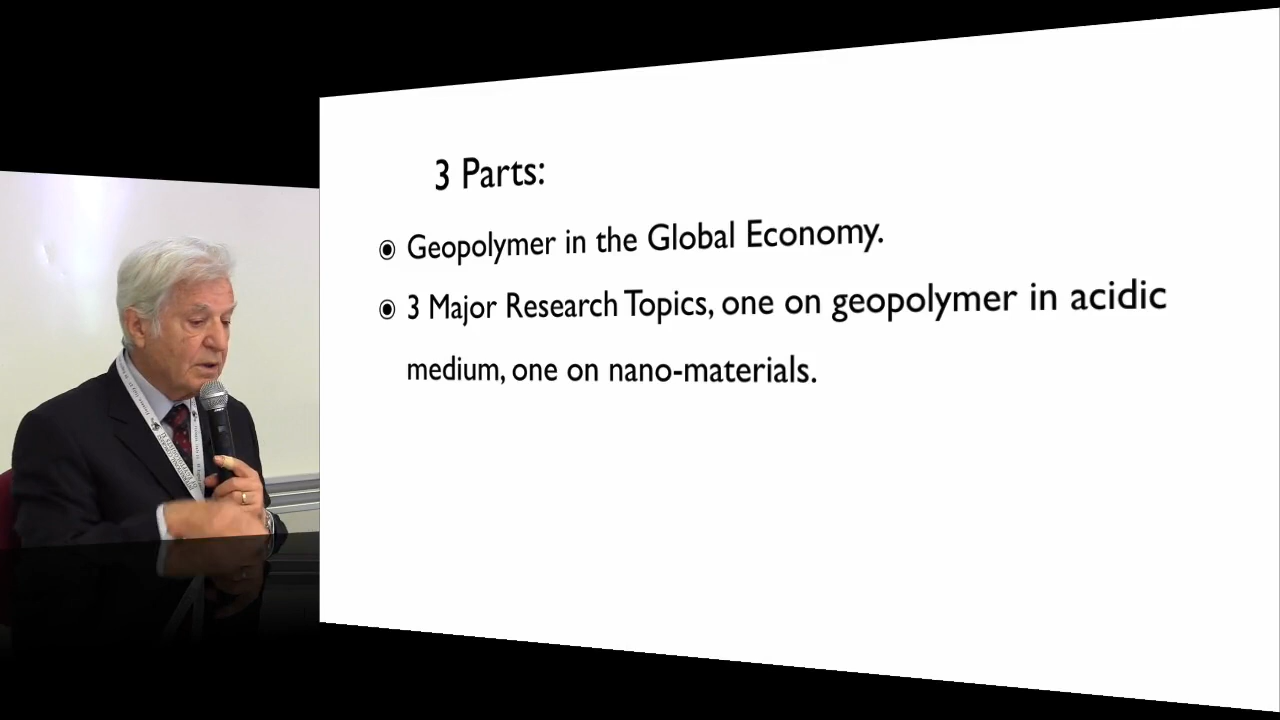 3 Parts:
Geopolymer in the Global Economy.
3 Major Research Topics, one on geopolymer in acidic
medium, one on nano-materials.